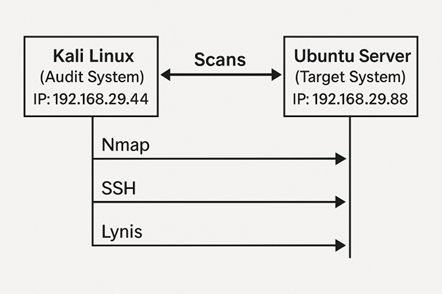 Kali Linux
(Audit System)
IP: 192.168.29.44
Scans
Ubuntu Server
(Target System)
IP: 192.168.29.88
Nmap
SSH
Lynis